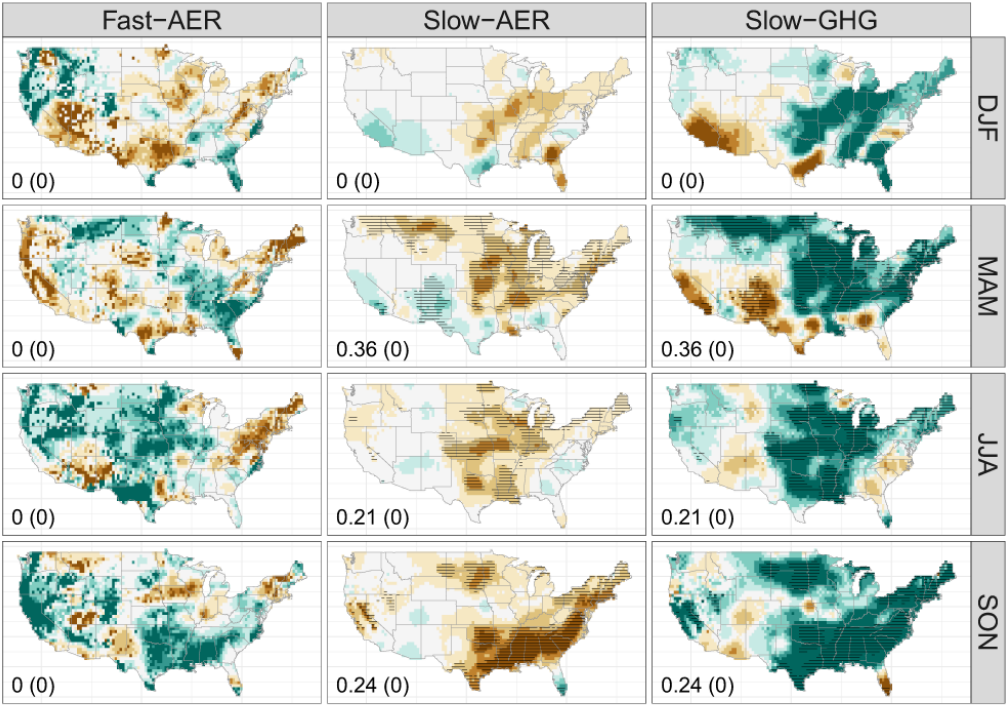 Fast−AER Slow−AER Slow−GHG
0 (0) 0 (0) 0 (0) DJF
0 (0) 0.36 (0) 0.36 (0) MAM
0 (0) 0.21 (0) 0.21 (0) JJA
0 (0) 0.24 (0) 0.24 (0) SON